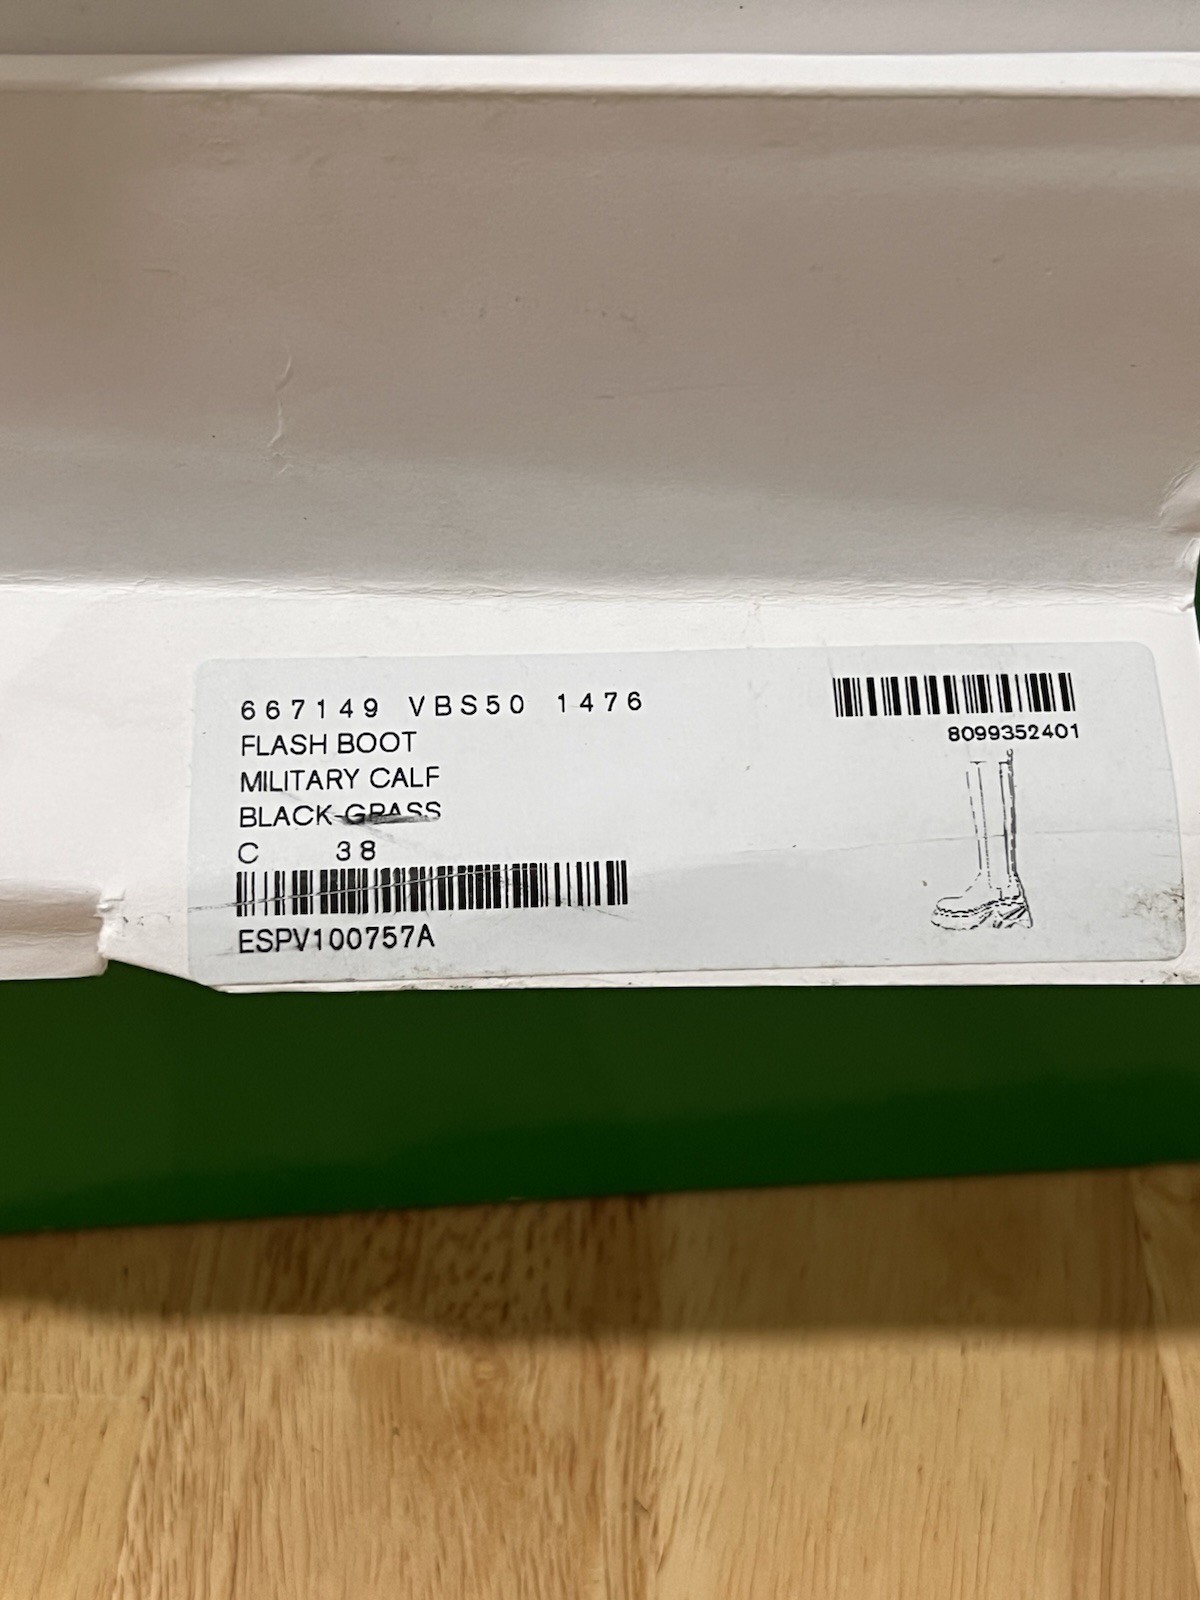 667149 VBS50 1476
8099352401
FLASH BOOT
MILITARY CALF
BLACK-GRASS
C 38
ESPV100757A